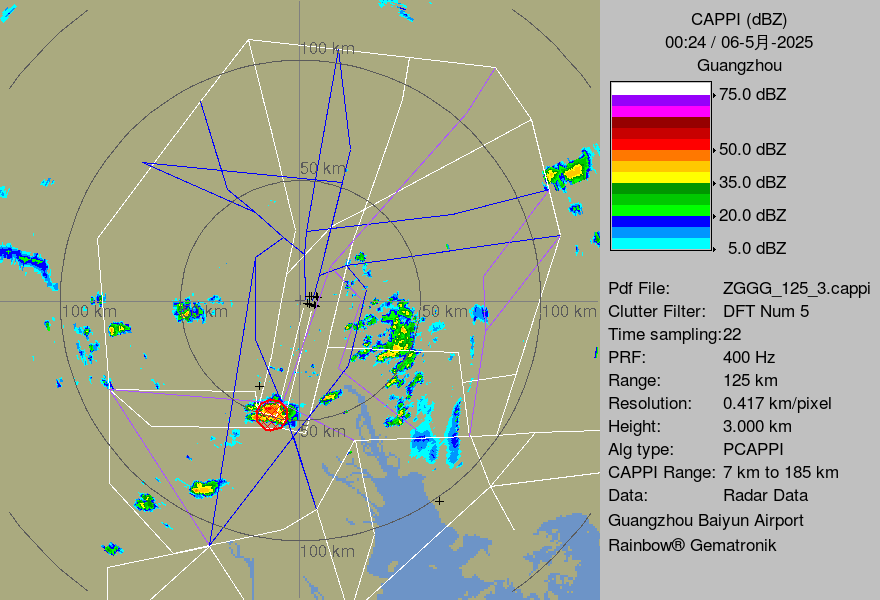 CAPPI (dBZ)
00:24 / 06-5月-2025
Guangzhou
75.0 dBZ
50.0 dBZ
35.0 dBZ
20.0 dBZ
5.0 dBZ
Pdf File: ZGGG_125_3.cappi
Clutter Filter: DFT Num 5
Time sampling:22
PRF: 400 Hz
Range: 125 km
Resolution: 0.417 km/pixel
Height: 3.000 km
Alg type: PCAPPI
CAPPI Range: 7 km to 185 km
Data: Radar Data
Guangzhou Baiyun Airport
Rainbow® Gematronik
100 km
50 km
100 km
50 km
50 km
100 km
50 km
100 km